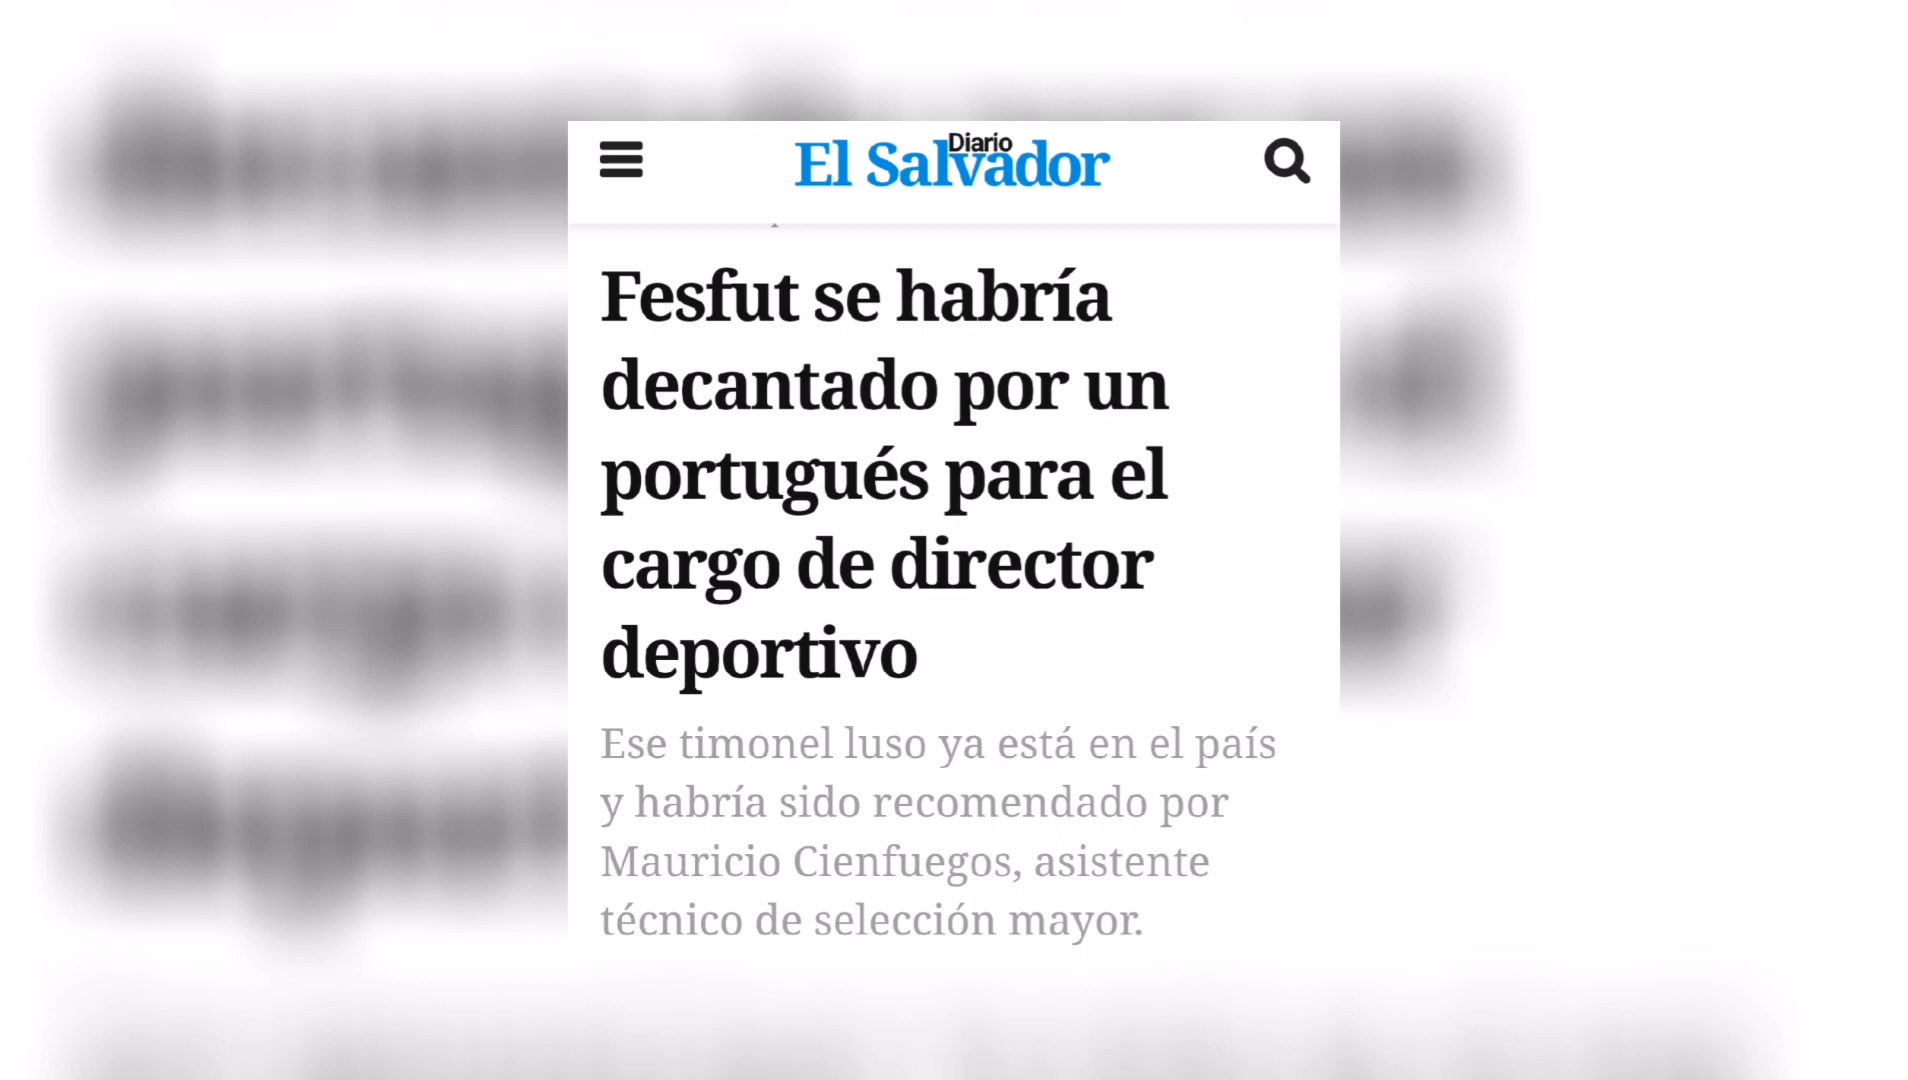 Diario
El Salvador
Fesfut se habría
decantado por un
portugués para el
cargo de director
deportivo
Ese timonel luso ya está en el país
y habría sido recomendado por
Mauricio Cienfuegos, asistente
técnico de selección mayor.